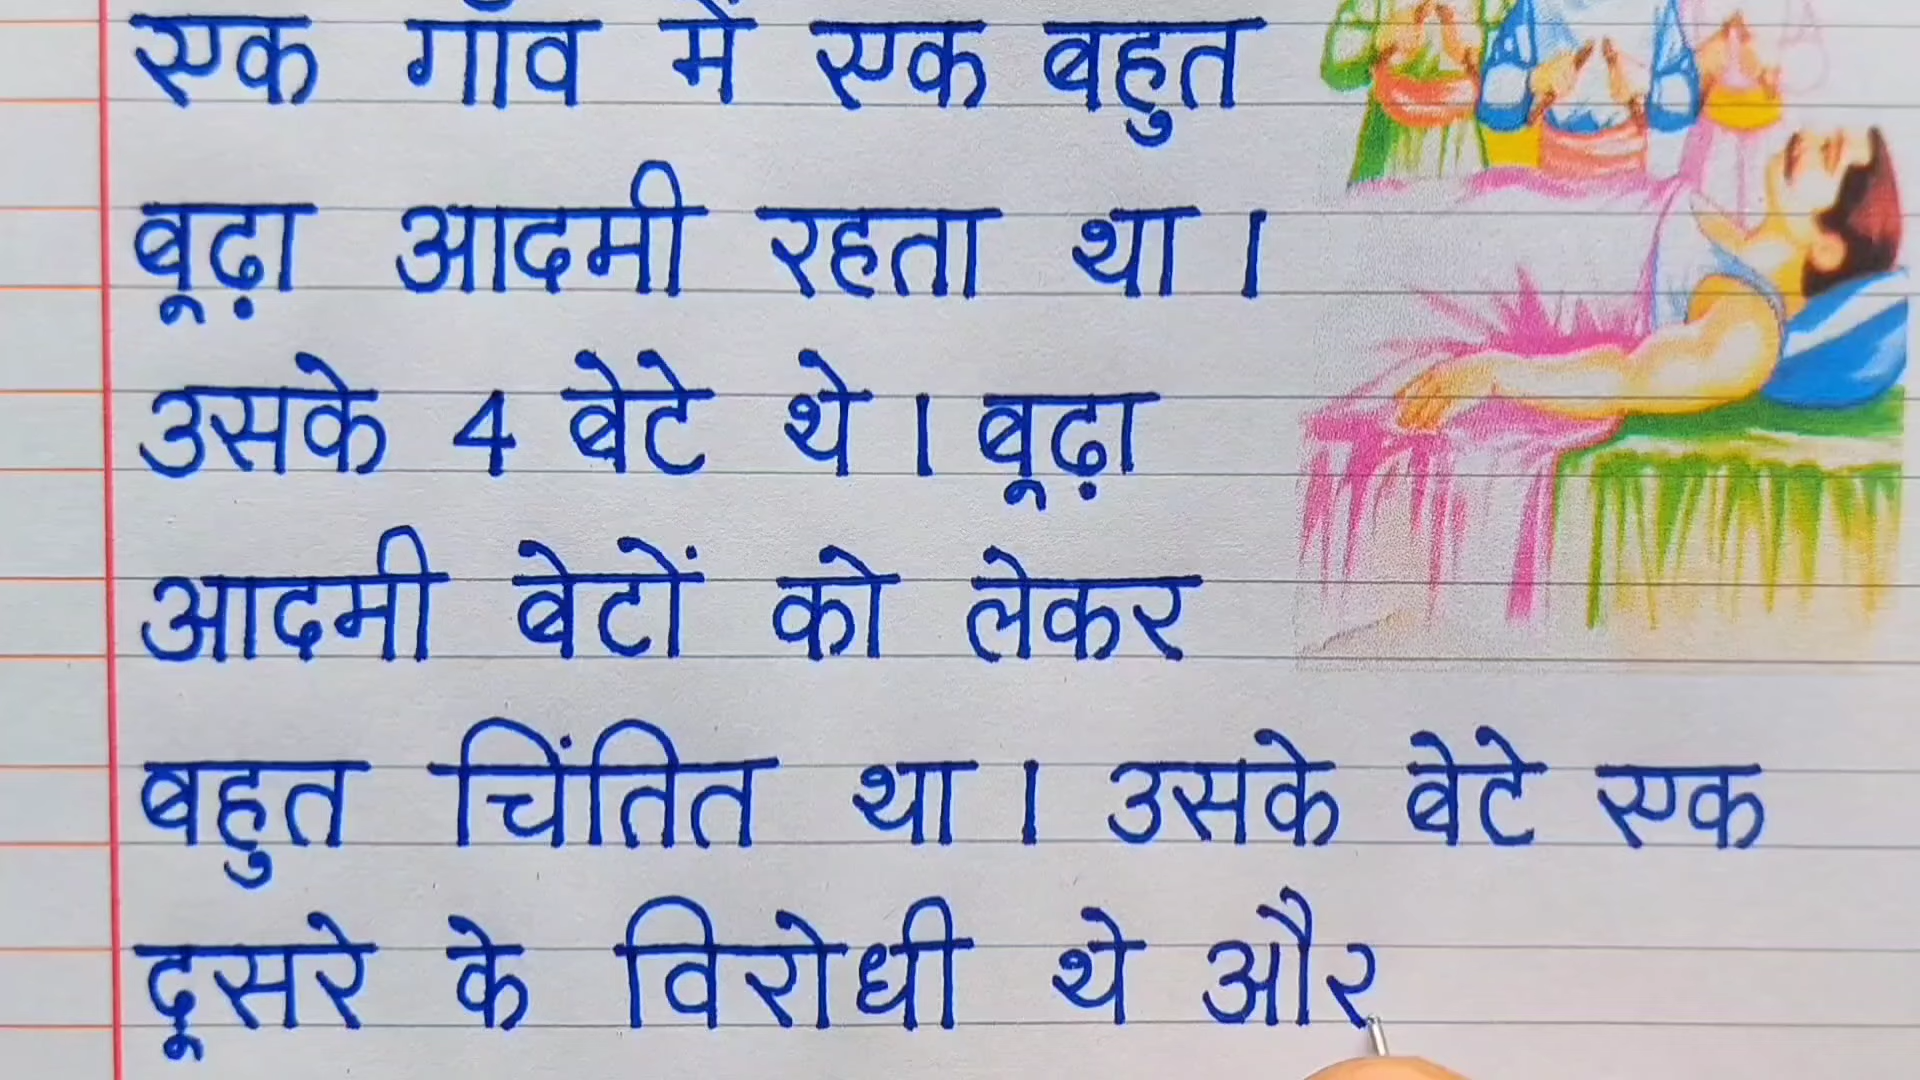 एक गाँव में एक बहुत
बूढ़ा आदमी रहता था ।
उसके 4 बेटे थे । बूढ़ा
आदमी बेटों को लेकर
बहुत चिंतित था । उसके बेटे एक
दूसरे के विरोधी थे और